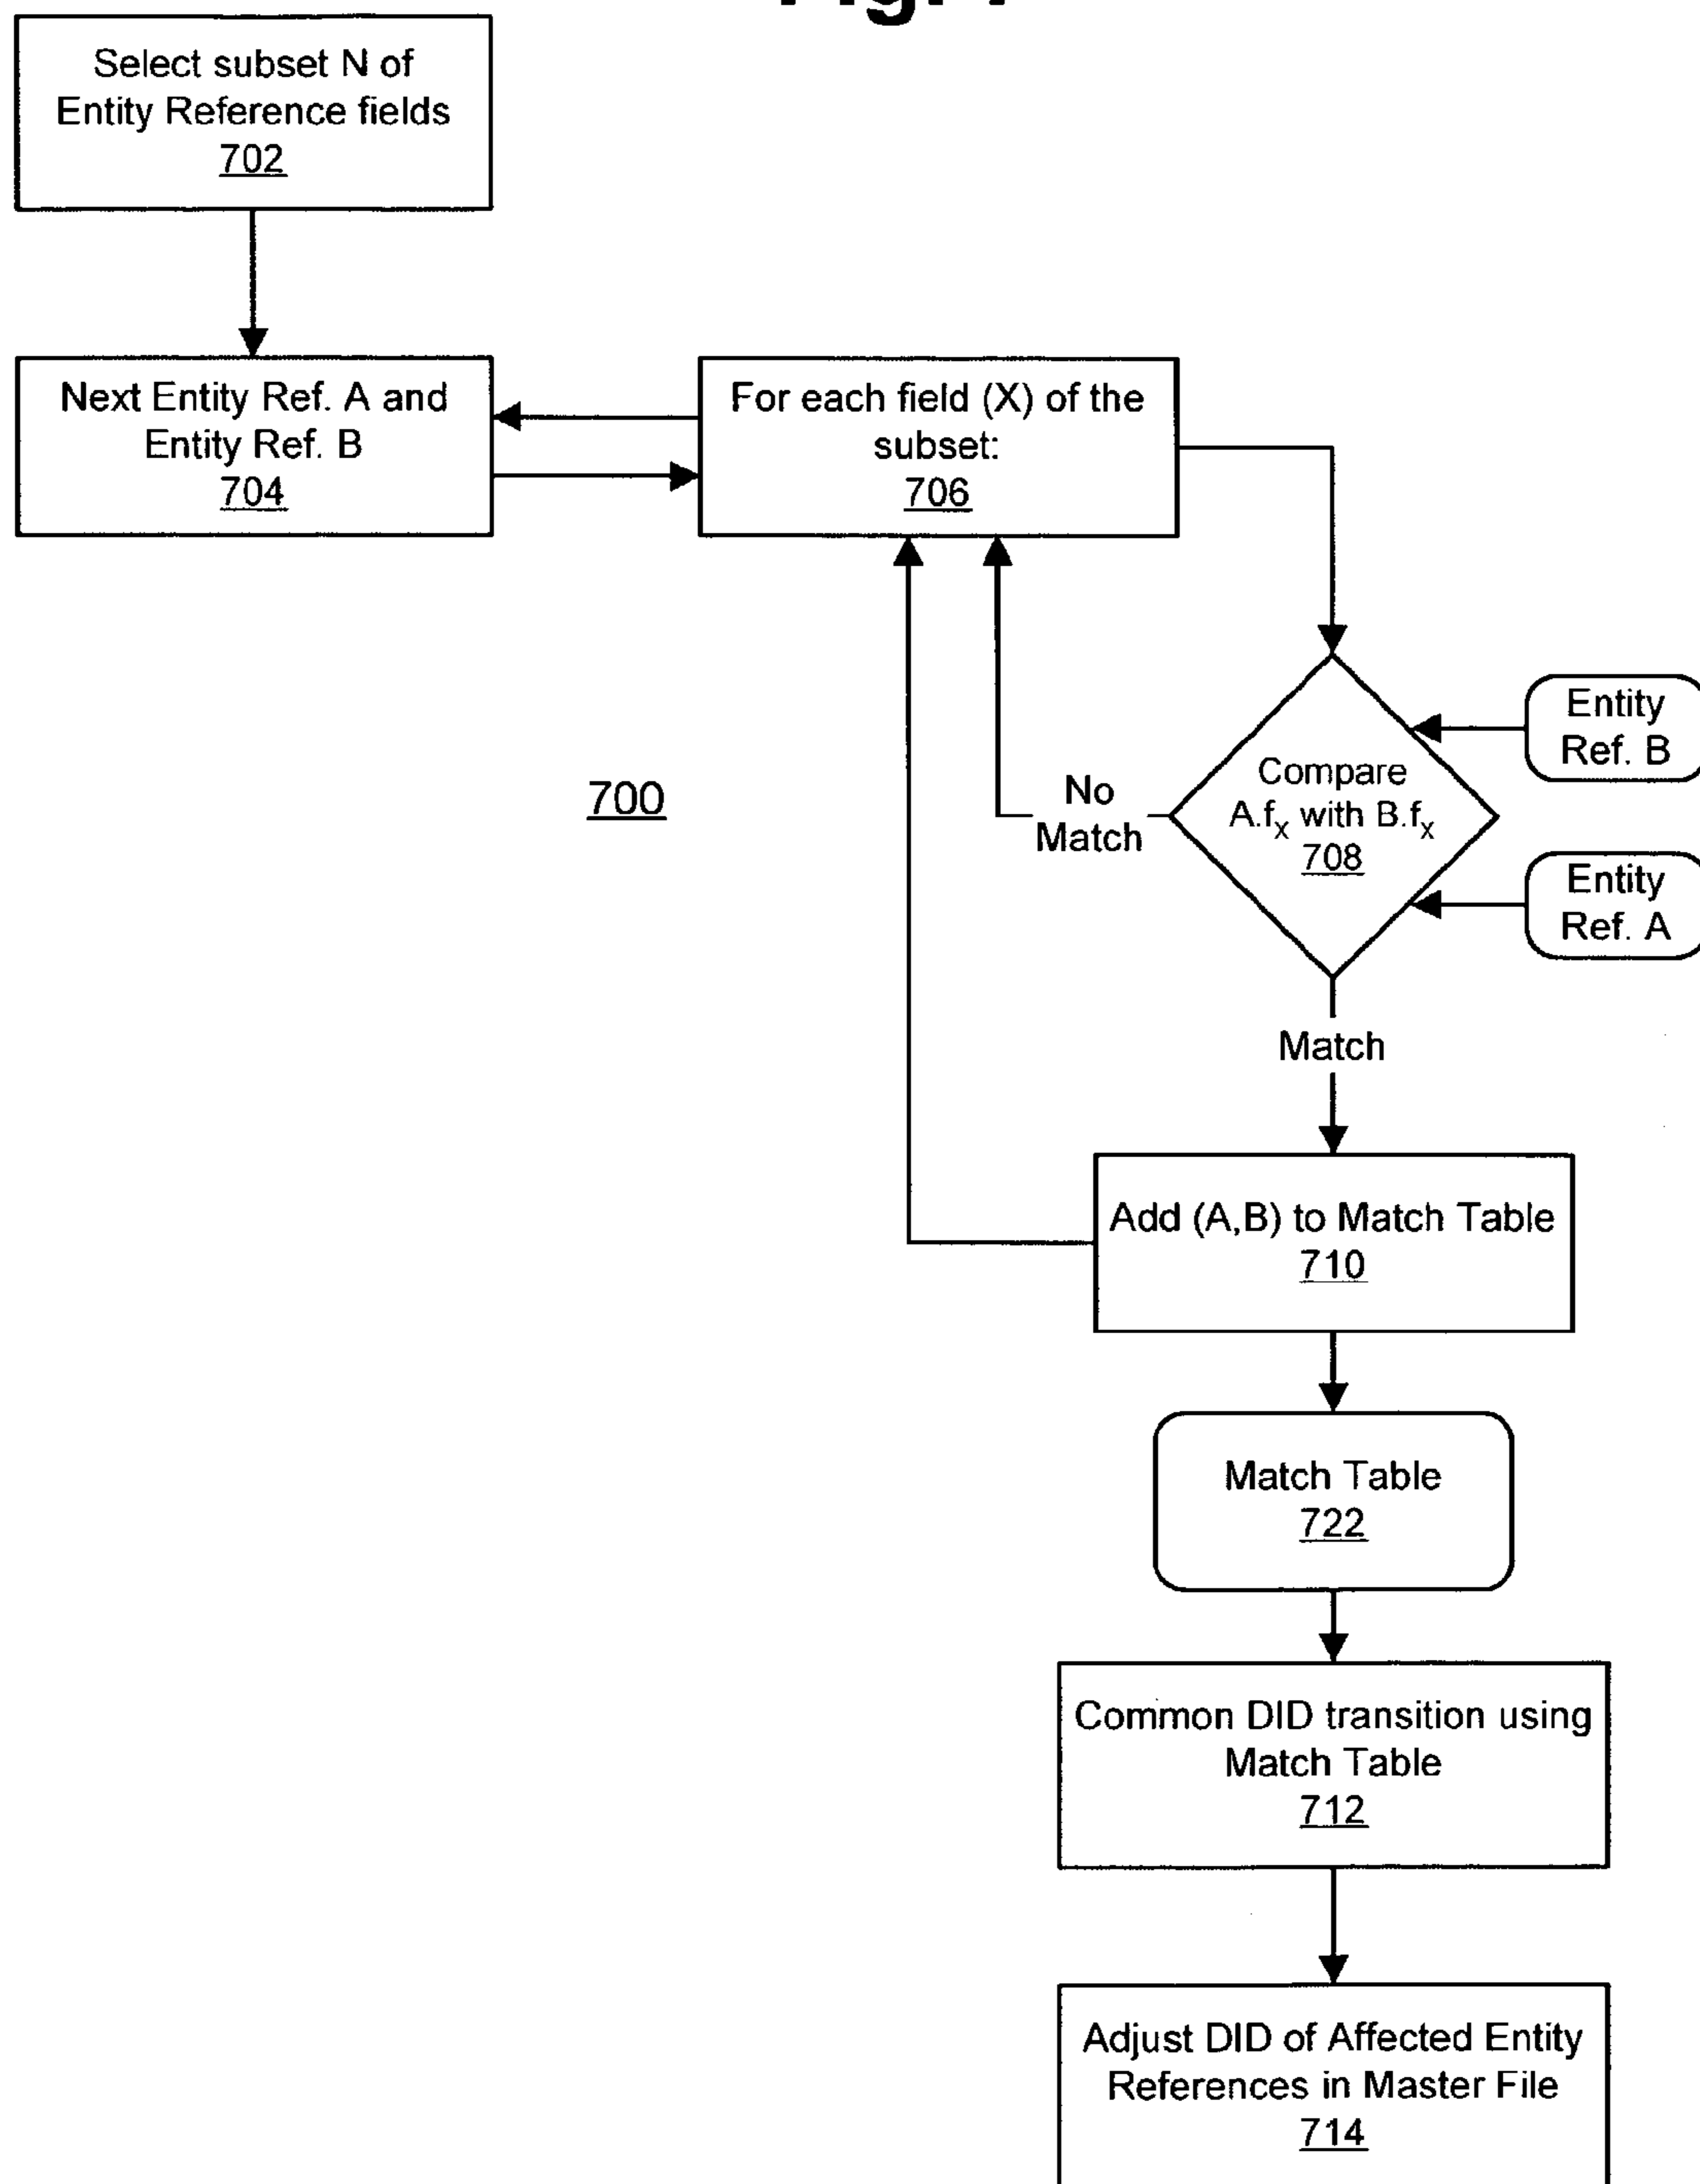 Select subset N of
Entity Reference fields
702
Next Entity Ref. A and
Entity Ref. B
704
For each field (X) of the
subset:
706
Entity
Ref. B
700
No
Match
Compare
A.fx with B.fx
708
Entity
Ref. A
Match
Add (A,B) to Match Table
710
Match Table
722
Common DID transition using
Match Table
712
Adjust DID of Affected Entity
References in Master File
714